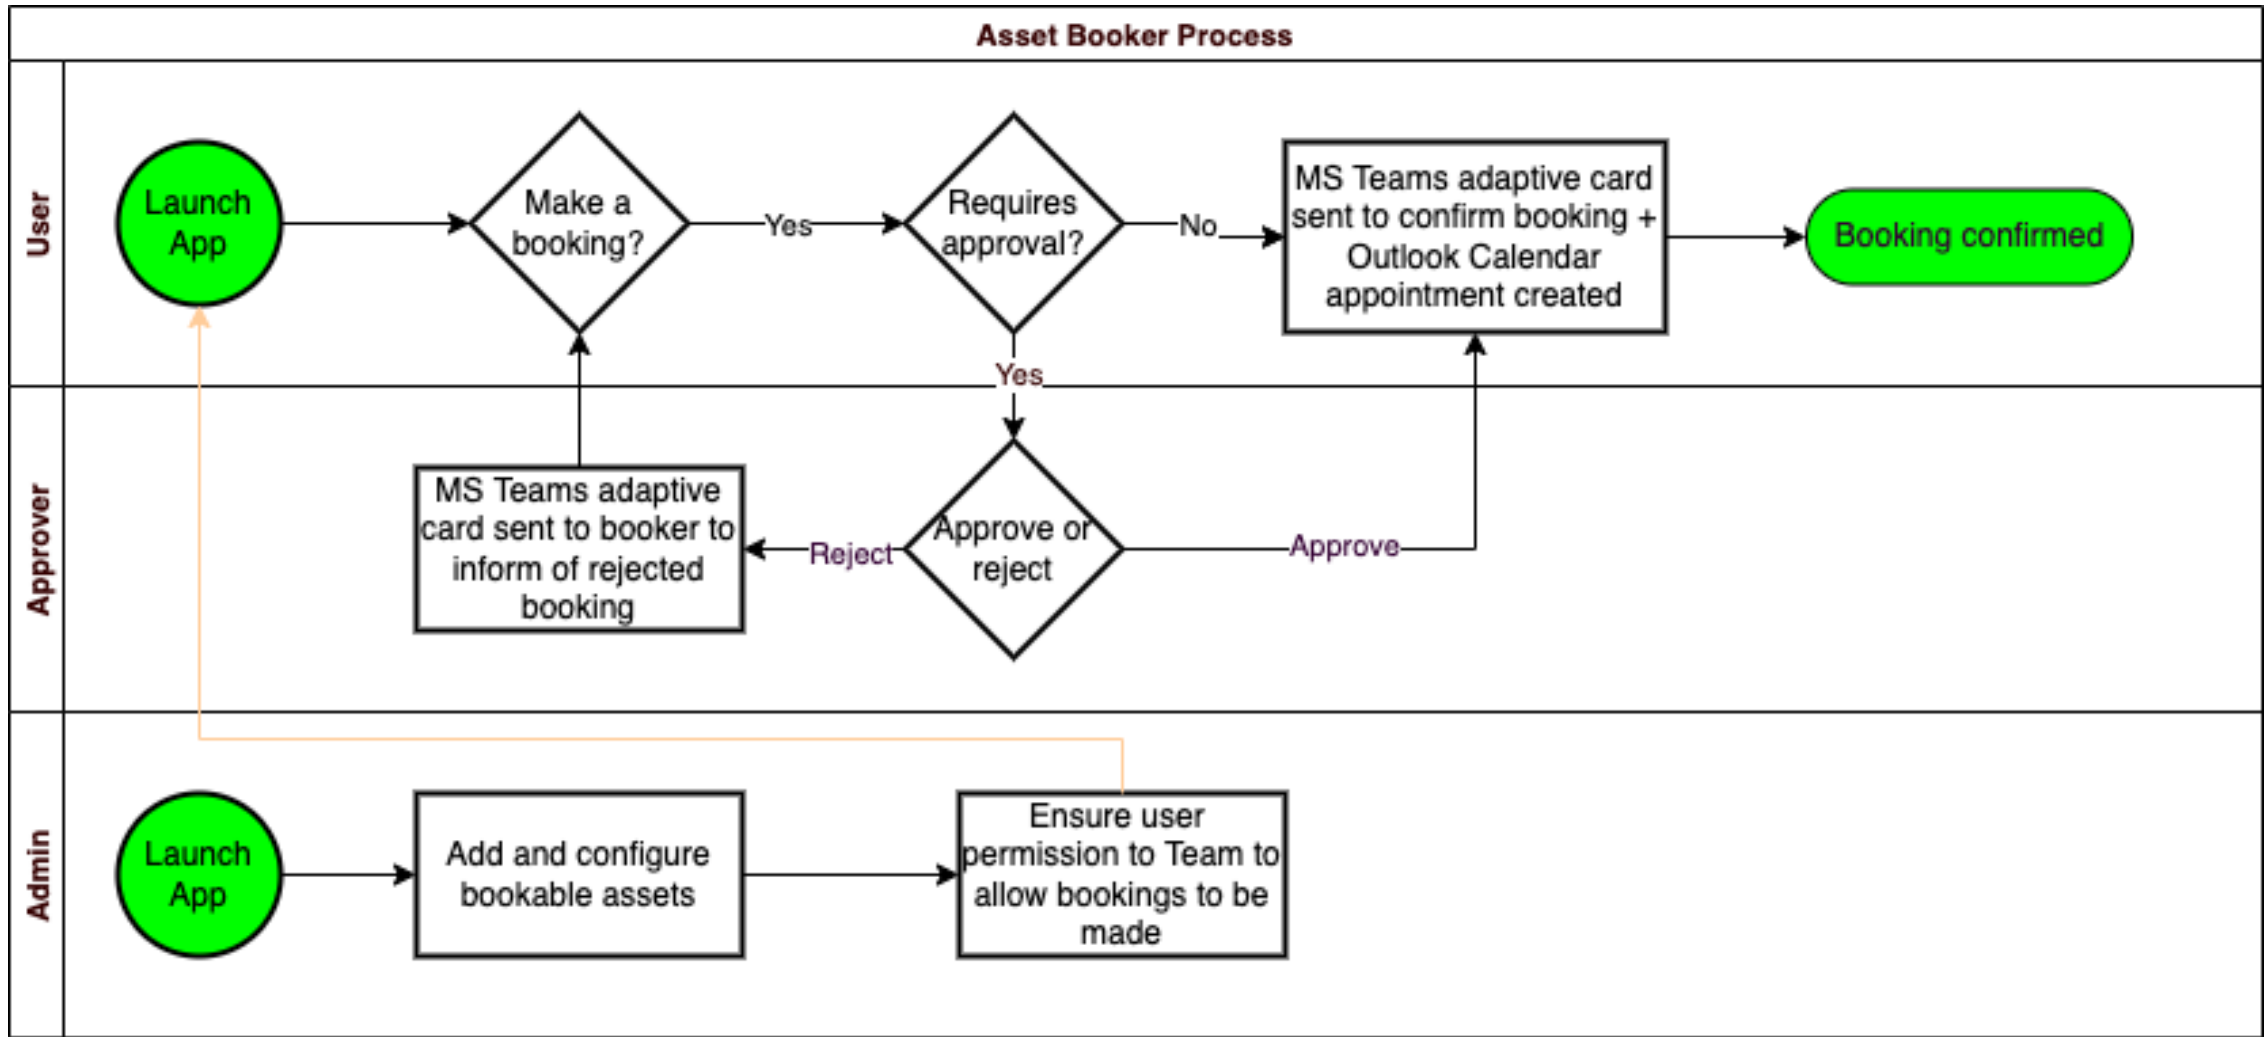 Asset Booker Process
User
Launch
App
Make a
booking?
Yes
Requires
approval?
No
MS Teams adaptive card
sent to confirm booking +
Outlook Calendar
appointment created
Booking confirmed
Yes
Approver
MS Teams adaptive
card sent to booker to
inform of rejected
booking
Reject
Approve or
reject
Approve
Admin
Launch
App
Add and configure
bookable assets
Ensure user
permission to Team to
allow bookings to be
made